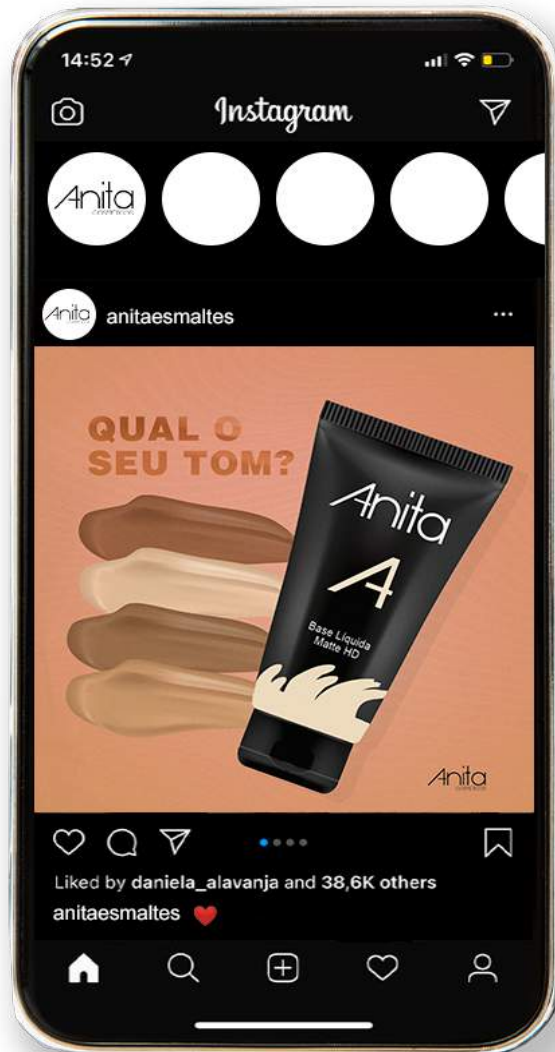 14:52
Instagram
Anita
Anita
anitaesmaltes
QUAL O
SEU TOM?
Anita
A
Base Líquida
Matte HD
Anita
Liked by daniela_alavanja and 38,6K others
anitaesmaltes